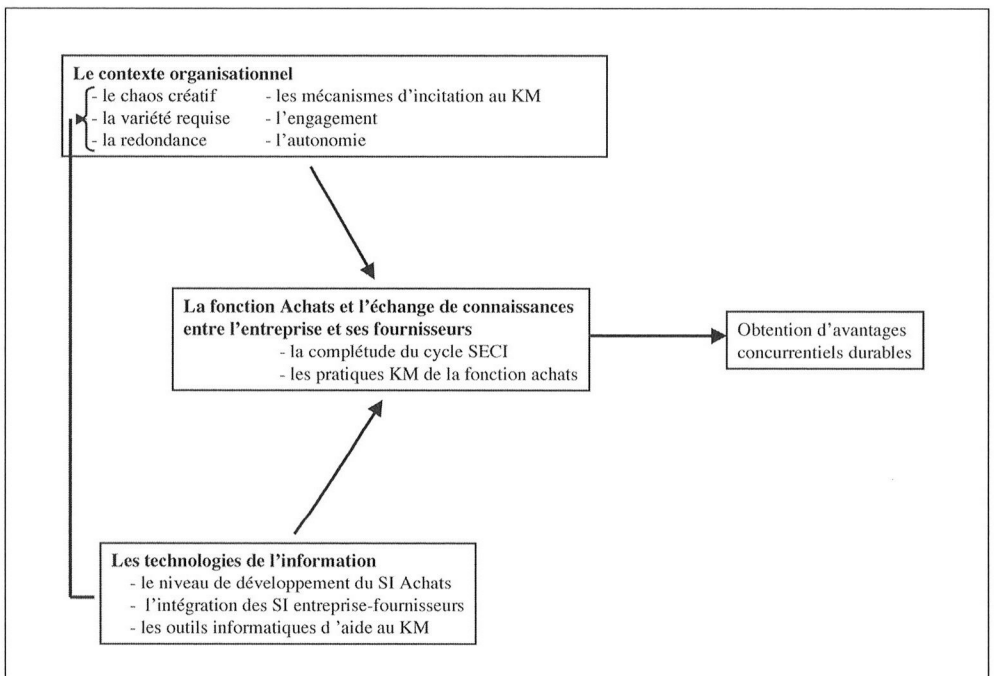 Le contexte organisationnel
- le chaos créatif - les mécanismes d'incitation au KM
- la variété requise - l'engagement
- la redondance - l'autonomie
La fonction Achats et l'échange de connaissances
entre l'entreprise et ses fournisseurs
- la complétude du cycle SECI
- les pratiques KM de la fonction achats
Obtention d'avantages
concurrentiels durables
Les technologies de l'information
- le niveau de développement du SI Achats
- l'intégration des SI entreprise-fournisseurs
- les outils informatiques d 'aide au KM